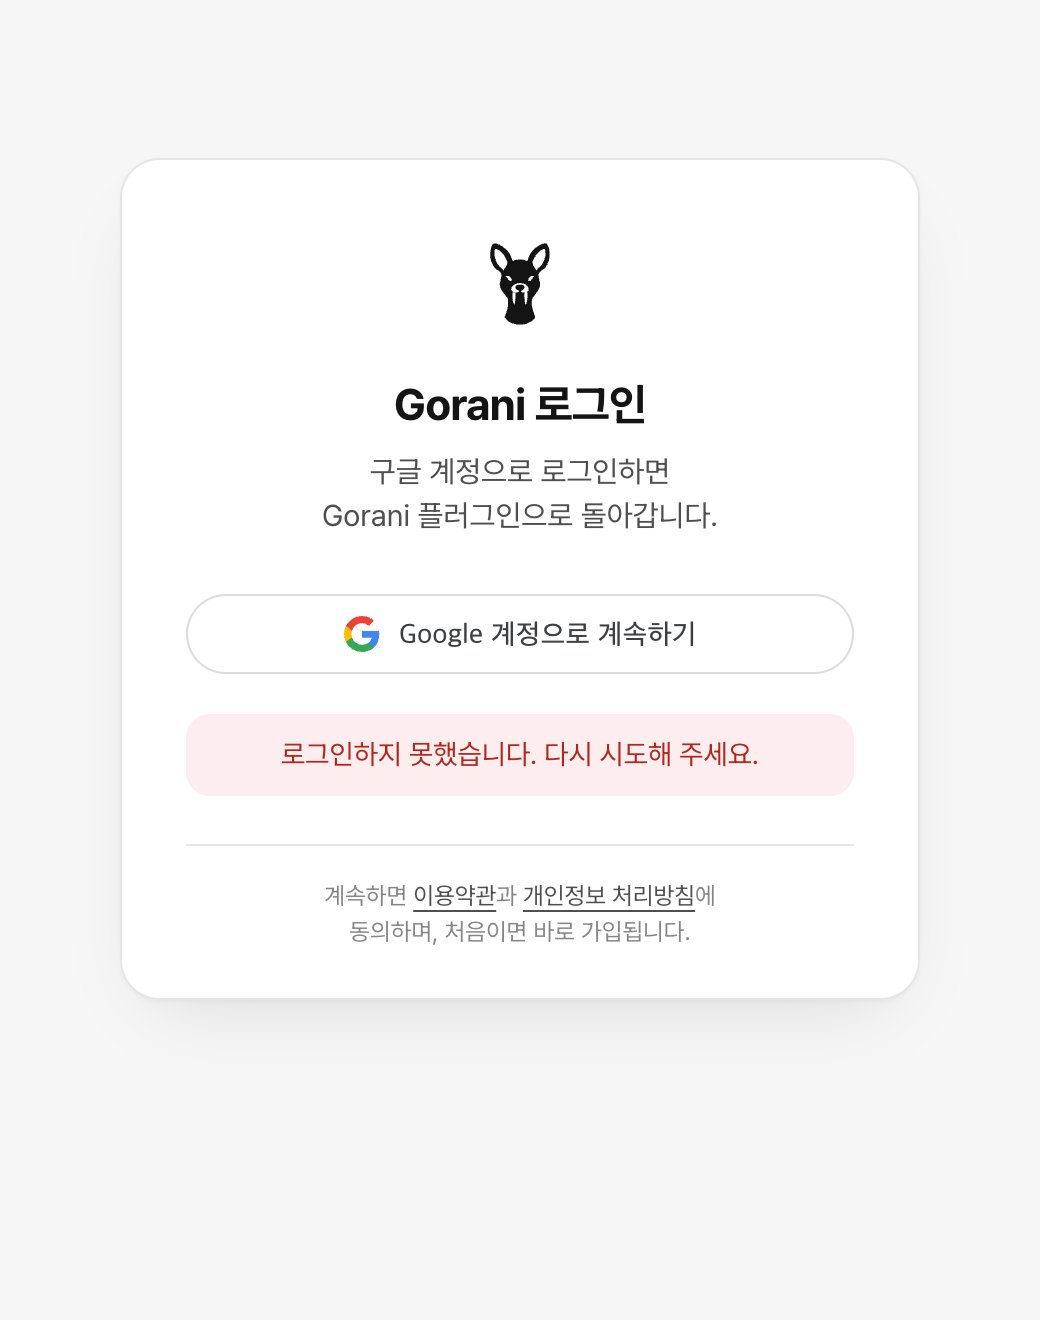 Gorani 로그인
구글 계정으로 로그인하면
Gorani 플러그인으로 돌아갑니다.
Google 계정으로 계속하기
로그인하지 못했습니다. 다시 시도해 주세요.
계속하면 이용약관과 개인정보 처리방침에
동의하며, 처음이면 바로 가입됩니다.